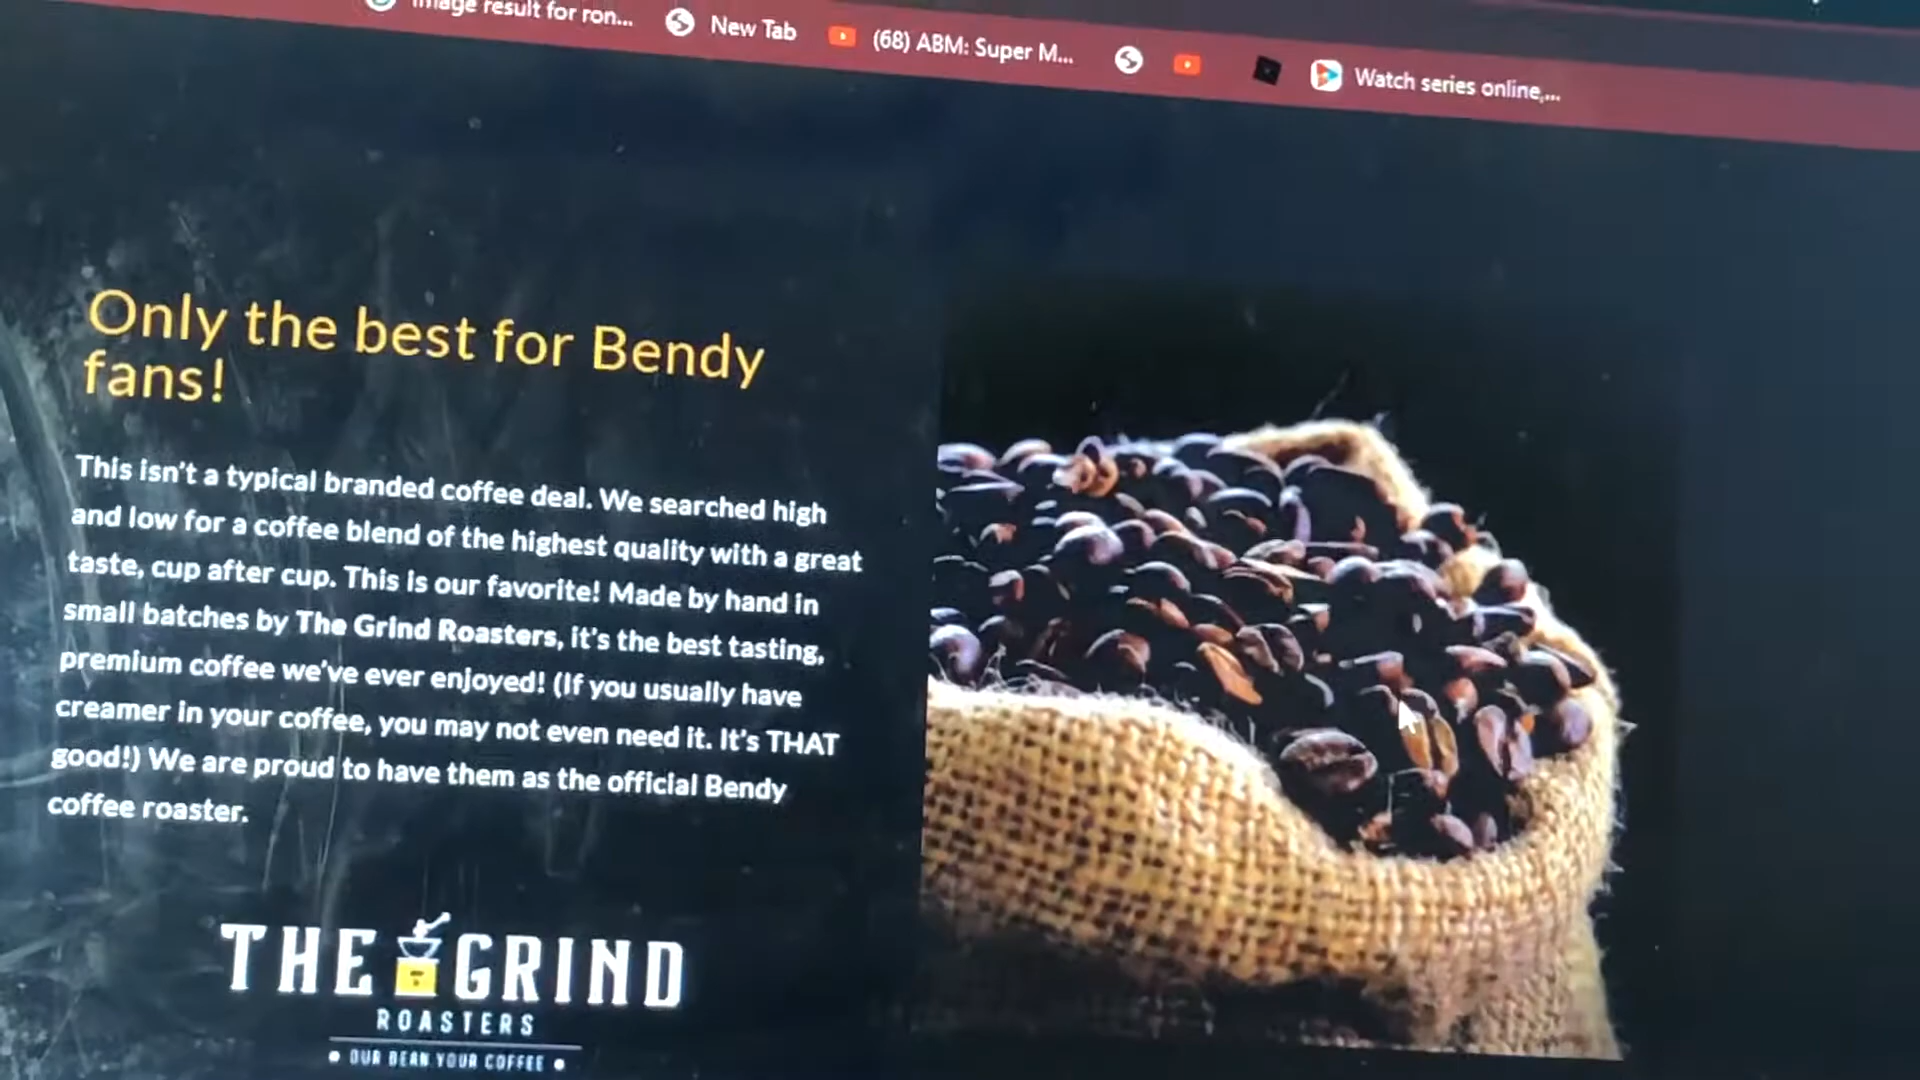 Image result for ron...
New Tab
(68) ABM: Super M...
Watch series online,...
Only the best for Bendy
fans!
This isn't a typical branded coffee deal. We searched high
and low for a coffee blend of the highest quality with a great
taste, cup after cup. This is our favorite! Made by hand in
small batches by The Grind Roasters, it's the best tasting,
premium coffee we've ever enjoyed! (If you usually have
creamer in your coffee, you may not even need it. It's THAT
good!) We are proud to have them as the official Bendy
coffee roaster.
THE GRIND
ROASTERS
• OUR BEAN YOUR COFFEE •